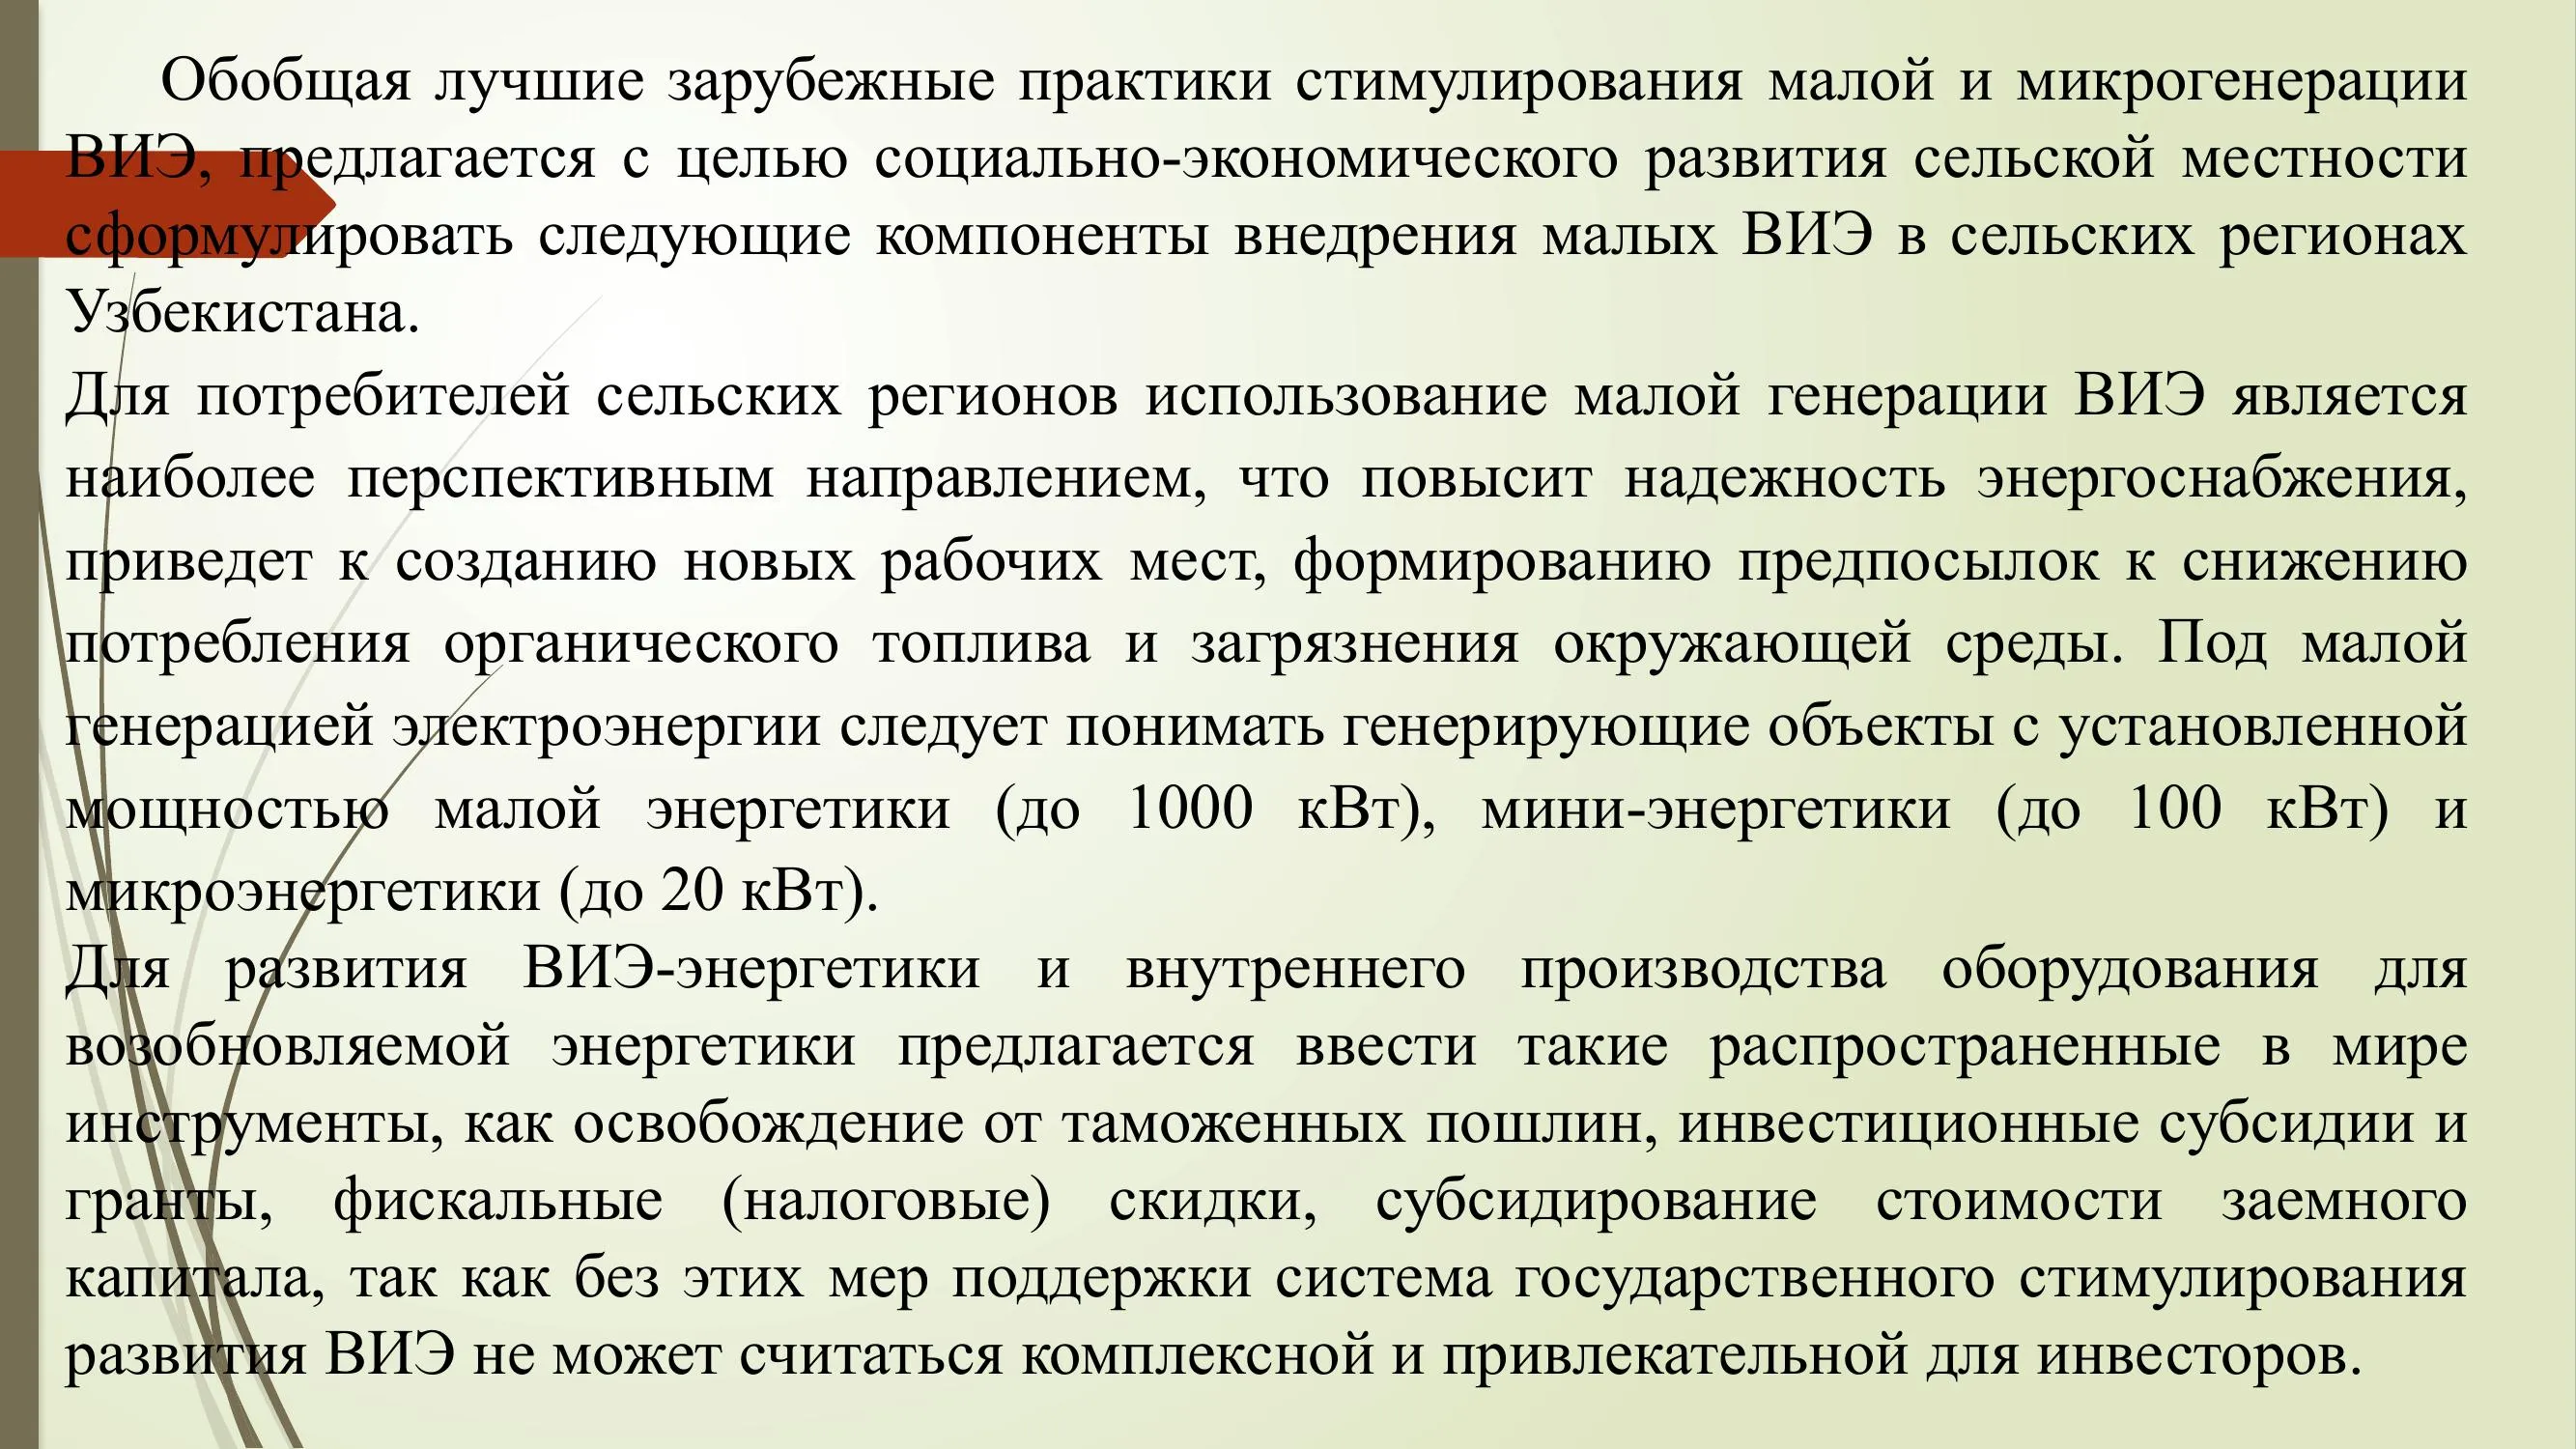 Обобщая лучшие зарубежные практики стимулирования малой и микрогенерации
ВИЭ, предлагается с целью социально-экономического развития сельской местности
сформулировать следующие компоненты внедрения малых ВИЭ в сельских регионах
Узбекистана.
Для потребителей сельских регионов использование малой генерации ВИЭ является
наиболее перспективным направлением, что повысит надежность энергоснабжения,
приведет к созданию новых рабочих мест, формированию предпосылок к снижению
потребления органического топлива и загрязнения окружающей среды. Под малой
генерацией электроэнергии следует понимать генерирующие объекты с установленной
мощностью малой энергетики (до 1000 кВт), мини-энергетики (до 100 кВт) и
микроэнергетики (до 20 кВт).
Для развития ВИЭ-энергетики и внутреннего производства оборудования для
возобновляемой энергетики предлагается ввести такие распространенные в мире
инструменты, как освобождение от таможенных пошлин, инвестиционные субсидии и
гранты, фискальные (налоговые) скидки, субсидирование стоимости заемного
капитала, так как без этих мер поддержки система государственного стимулирования
развития ВИЭ не может считаться комплексной и привлекательной для инвесторов.